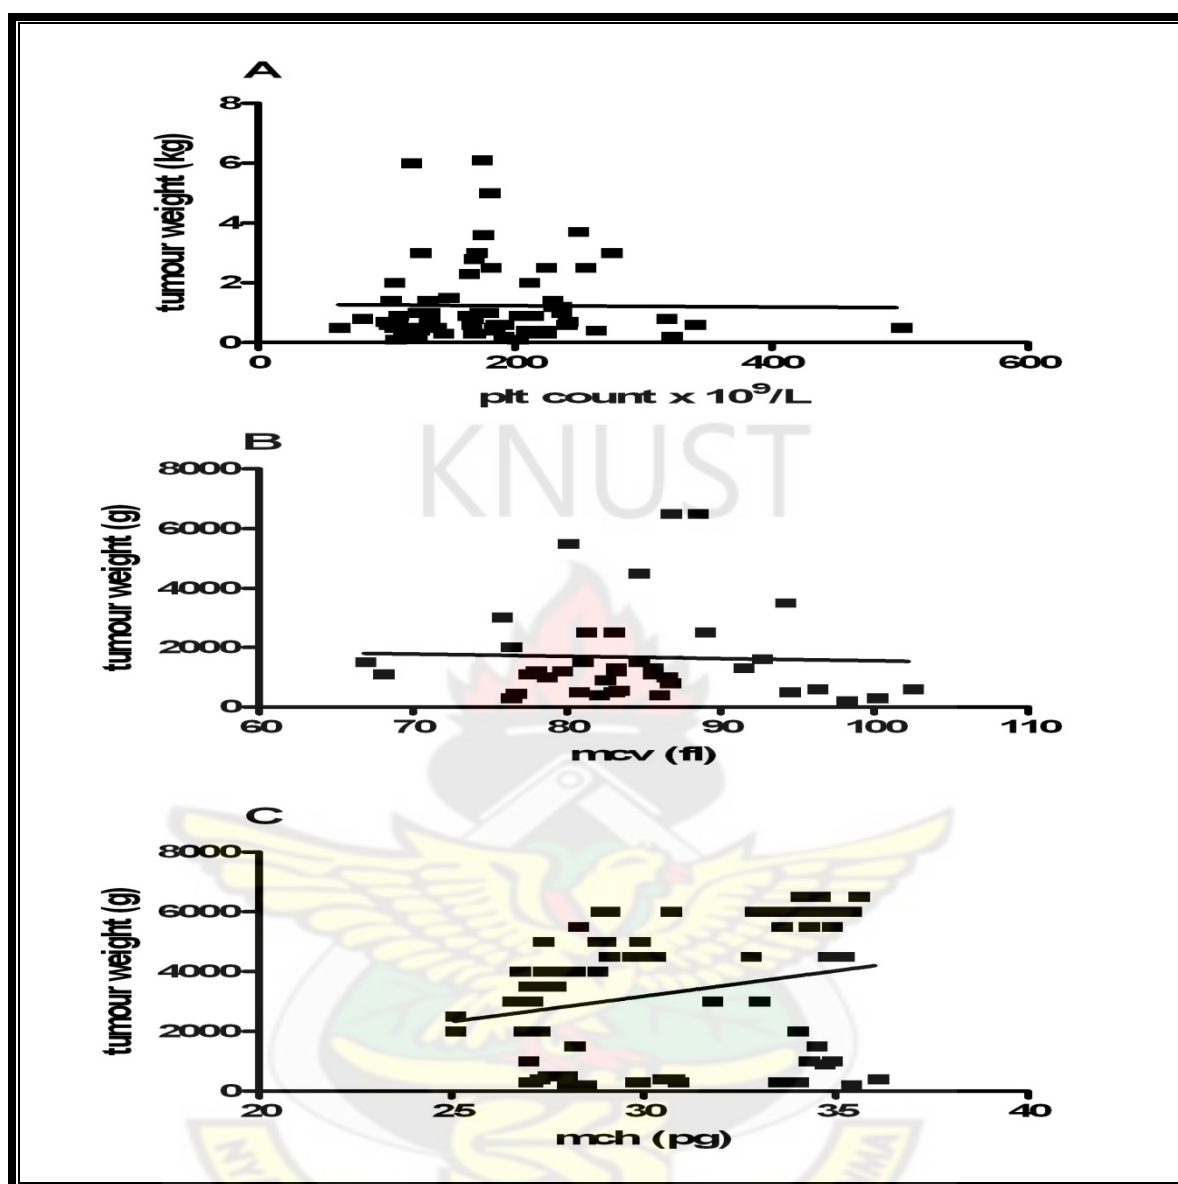 A
8
6
4
2
0
tumour weight (kg)
0 200 400 600
plt count x 10⁹/L
KNUST
B
8000
6000
4000
2000
0
tumour weight (g)
60 70 80 90 100 110
mcv (fl)
C
8000
6000
4000
2000
0
tumour weight (g)
20 25 30 35 40
mch (pg)